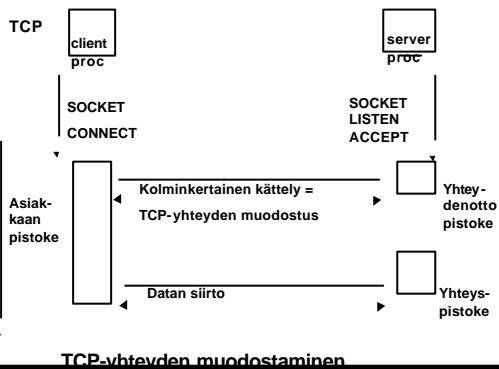 TCP
client
proc
server
proc
SOCKET
CONNECT
SOCKET
LISTEN
ACCEPT
Asiak-
kaan
pistoke
Kolminkertainen kättely =
TCP-yhteyden muodostus
Yhtey-
denotto
pistoke
Datan siirto
Yhteys-
pistoke
TCP-yhteyden muodostaminen